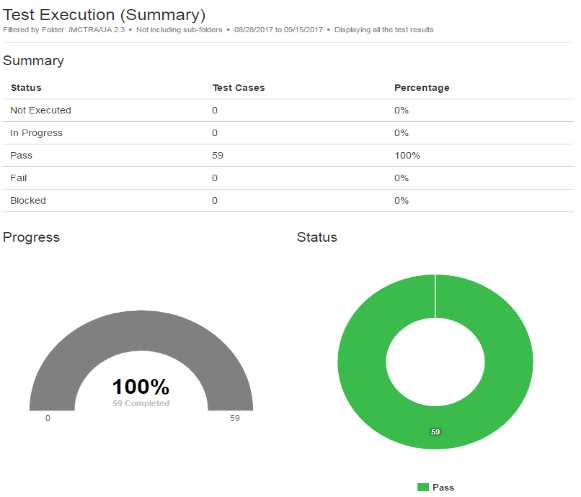 Test Execution (Summary)
Filtered by Folder: /MCTRA/UA 2.3 • Not including sub-folders • 08/28/2017 to 09/15/2017 • Displaying all the test results
Summary
Status Test Cases Percentage
Not Executed 0 0%
In Progress 0 0%
Pass 59 100%
Fail 0 0%
Blocked 0 0%
Progress Status
100%
59 Completed
0 59
59
Pass